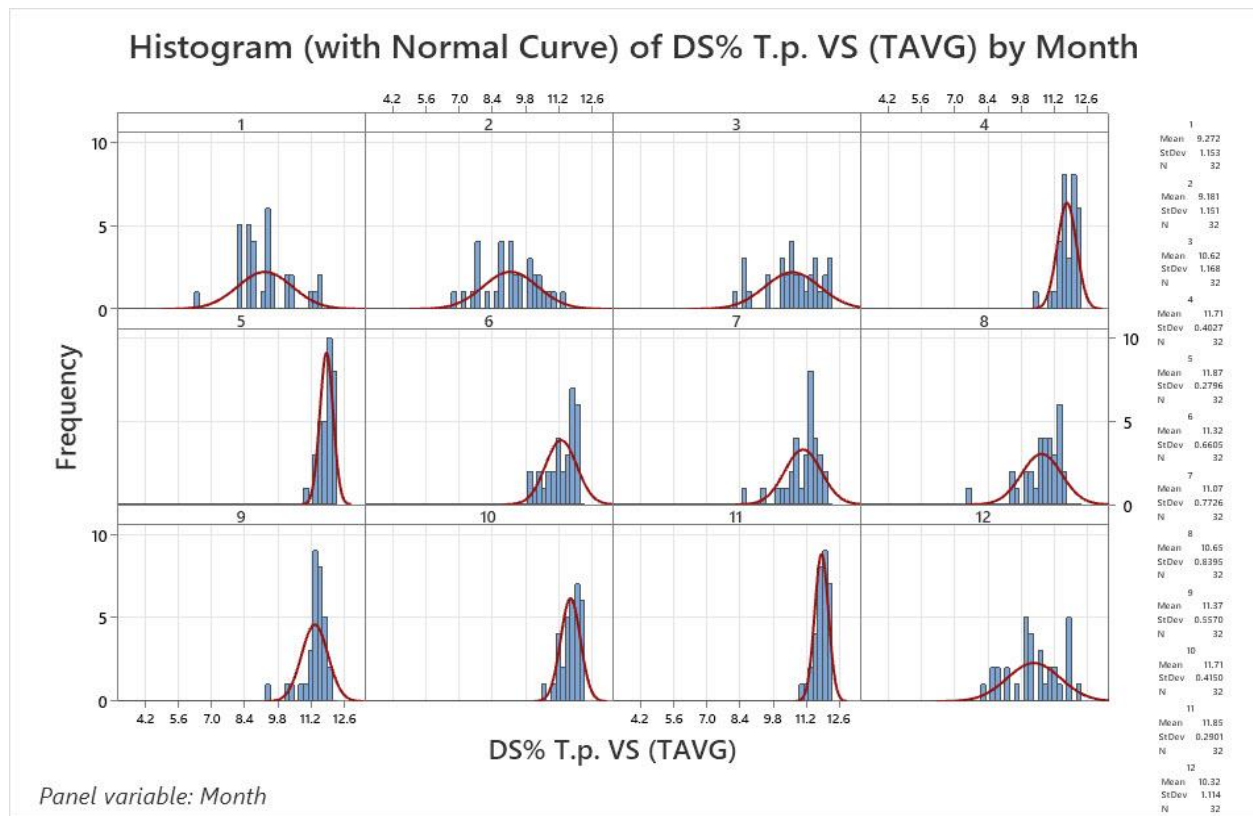 Histogram (with Normal Curve) of DS% T.p. VS (TAVG) by Month
4.2 5.6 7.0 8.4 9.8 11.2 12.6 4.2 5.6 7.0 8.4 9.8 11.2 12.6
1 2 3 4
10
5
0
5 6 7 8
10
5
0
9 10 11 12
10
5
0
4.2 5.6 7.0 8.4 9.8 11.2 12.6 4.2 5.6 7.0 8.4 9.8 11.2 12.6
Frequency
DS% T.p. VS (TAVG)
Panel variable: Month
1
Mean 9.272
StDev 1.153
N 32
2
Mean 9.181
StDev 1.151
N 32
3
Mean 10.62
StDev 1.168
N 32
4
Mean 11.71
StDev 0.4027
N 32
5
Mean 11.87
StDev 0.2796
N 32
6
Mean 11.32
StDev 0.6605
N 32
7
Mean 11.07
StDev 0.7726
N 32
8
Mean 10.65
StDev 0.8395
N 32
9
Mean 11.37
StDev 0.5570
N 32
10
Mean 11.71
StDev 0.4150
N 32
11
Mean 11.85
StDev 0.2901
N 32
12
Mean 10.32
StDev 1.114
N 32